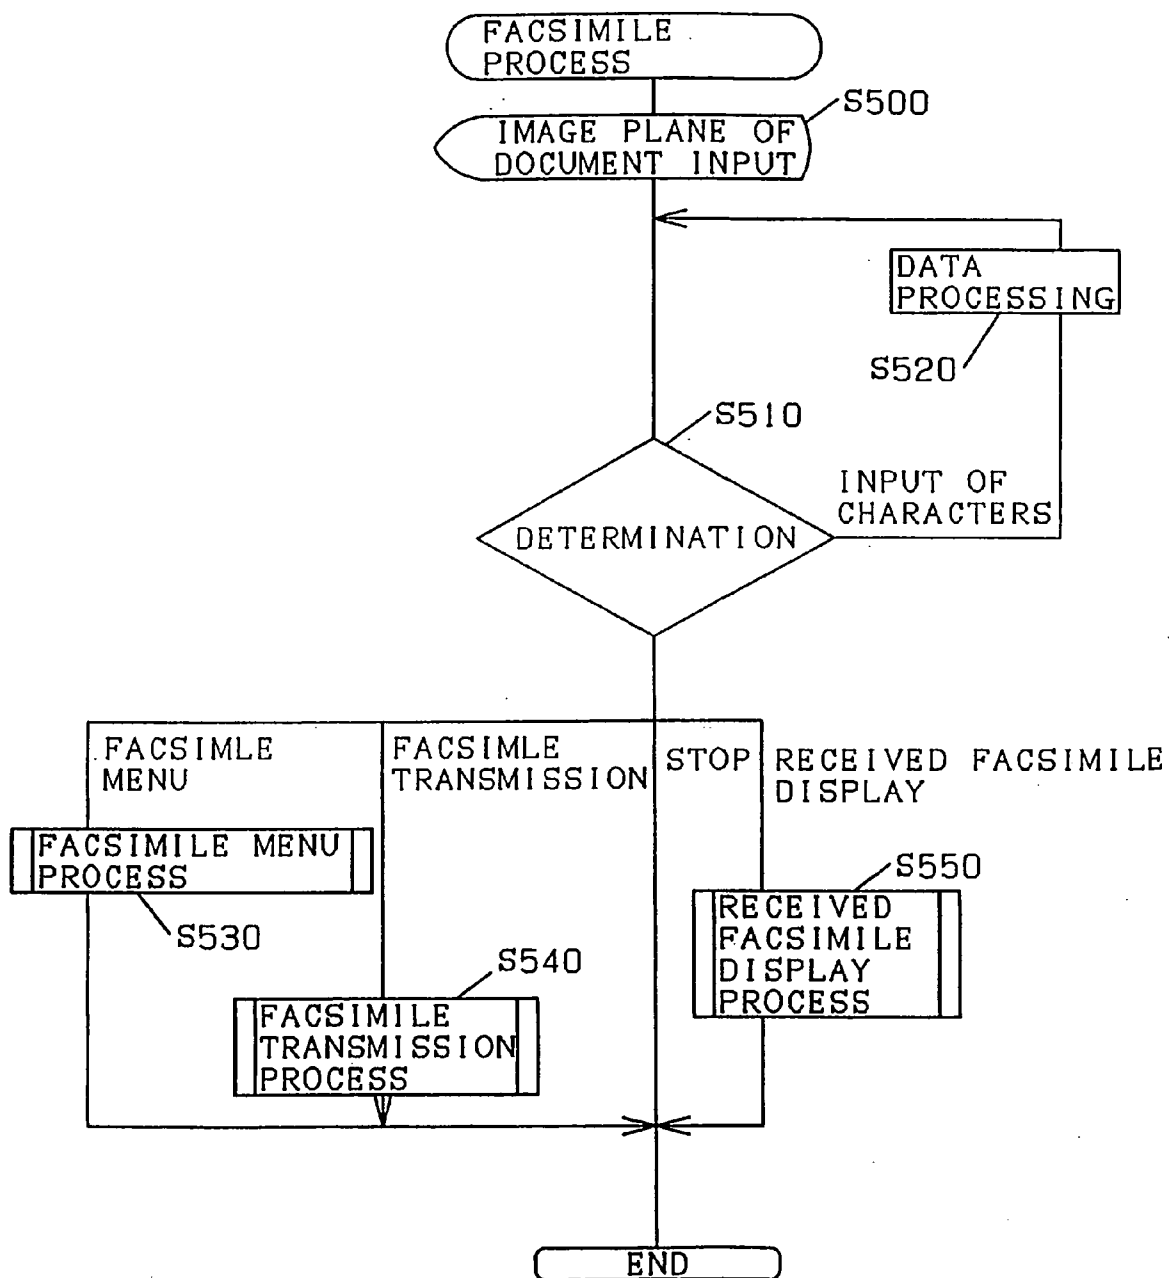 FACSIMILE
PROCESS
S500
IMAGE PLANE OF
DOCUMENT INPUT
DATA
PROCESSING
S520
S510
INPUT OF
CHARACTERS
DETERMINATION
FACSIMLE
MENU
FACSIMLE
TRANSMISSION
STOP
RECEIVED FACSIMILE
DISPLAY
FACSIMILE MENU
PROCESS
S530
S550
RECEIVED
FACSIMILE
DISPLAY
PROCESS
S540
FACSIMILE
TRANSMISSION
PROCESS
END